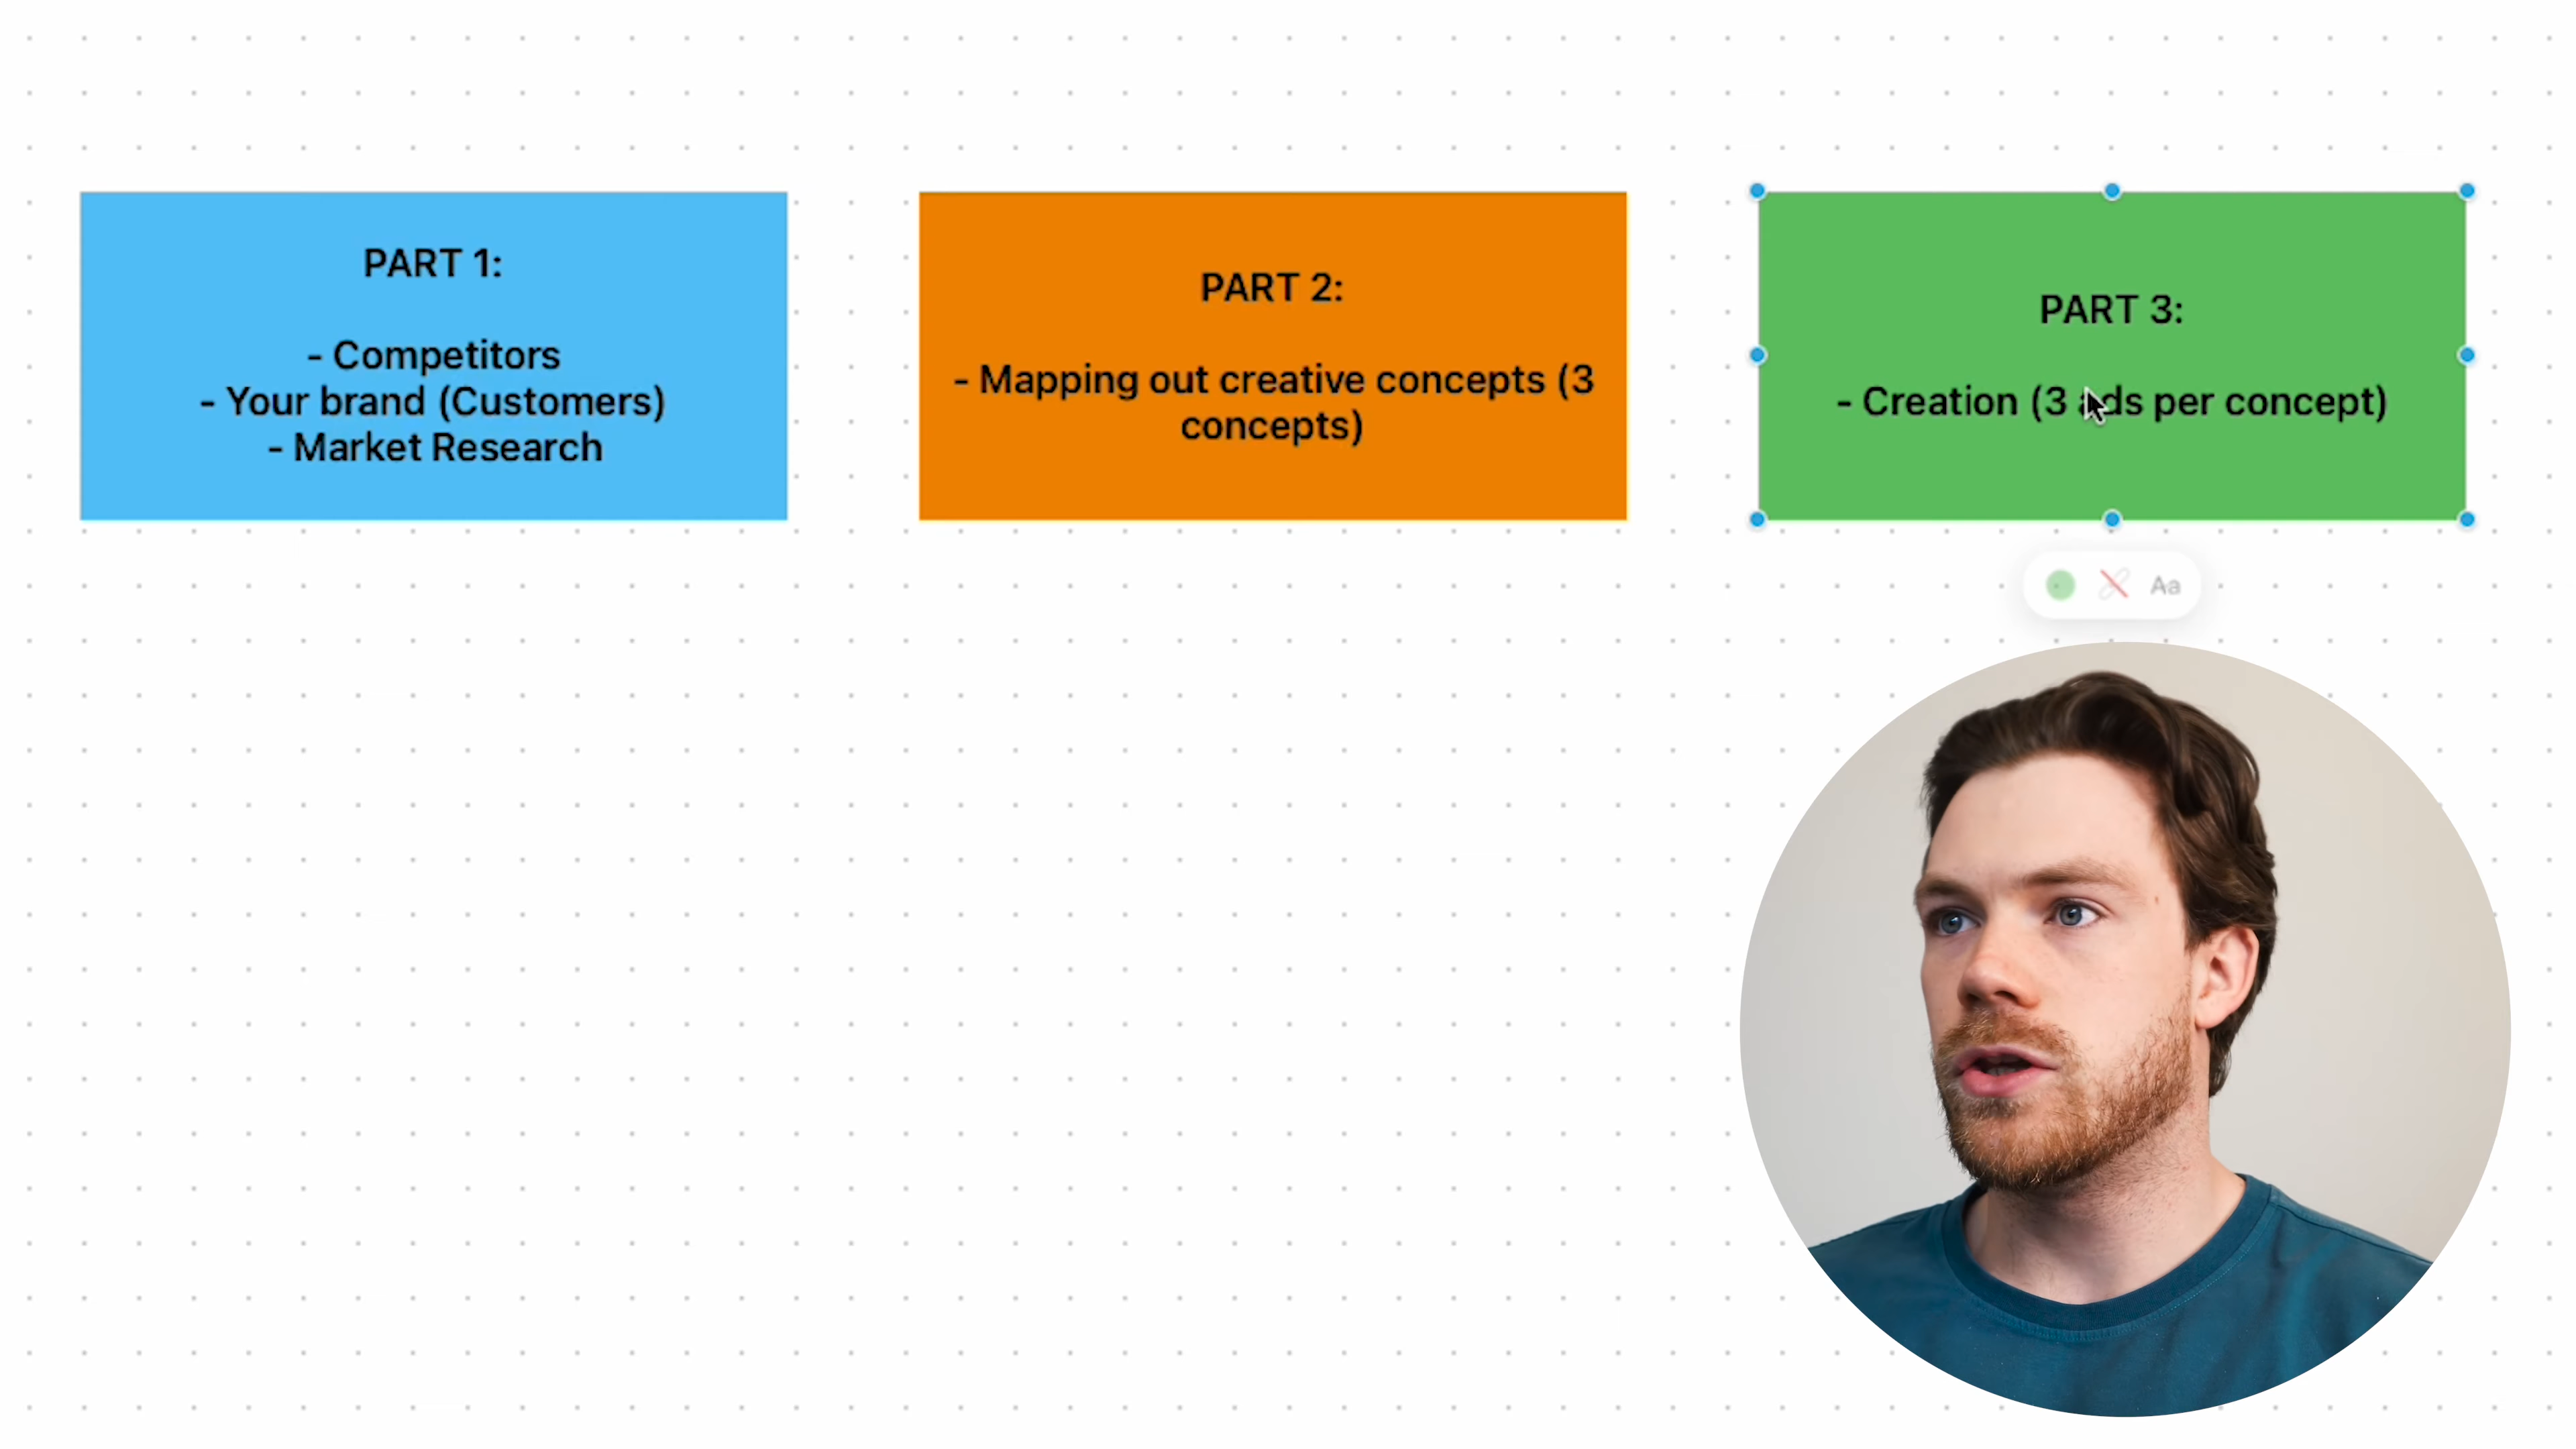 PART 1:
- Competitors
- Your brand (Customers)
- Market Research
PART 2:
- Mapping out creative concepts (3
concepts)
PART 3:
- Creation (3 ads per concept)
Aa